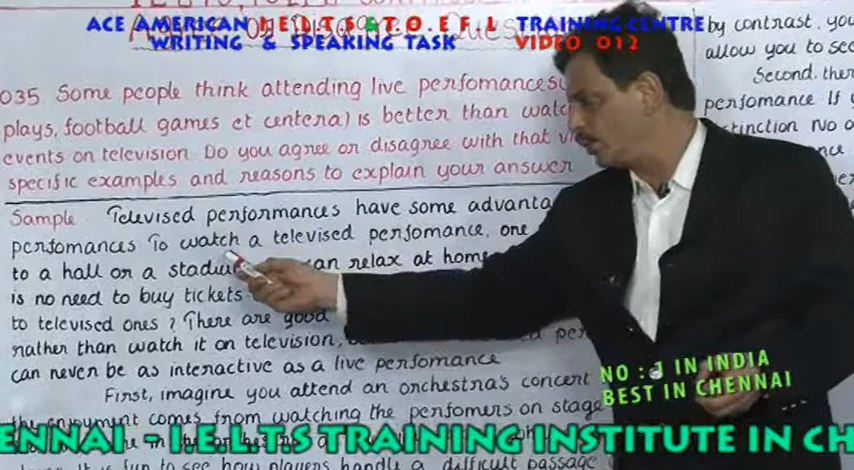 ACE AMERICAN I.E.L.T.S & T.O.E.F.L TRAINING CENTRE
WRITING & SPEAKING TASK VIDEO 012
035 Some people think attending live perfomances
plays, football games et centera) is better than
events on television Do you agree or disagree with that
specific examples and reasons to explain your answer
Sample Televised performances have some
perfomances To watch a televised perfomance, one
to a hall or a can relax at home
is no need to buy tickets
to televised ones? There are good
rather than watch it on television,
can never be as interactive as a live perfomance
First, imagine you attend an orchestra's concert
the enjoyment comes from watching the perfomers on stage
It is fun to see how players handle a difficult passage
by contrast, you
allow you to see
Second, there
perfomance If
No
NO : 1 IN INDIA
BEST IN CHENNAI
ENNAI - I.E.L.T.S TRAINING INSTITUTE IN CH